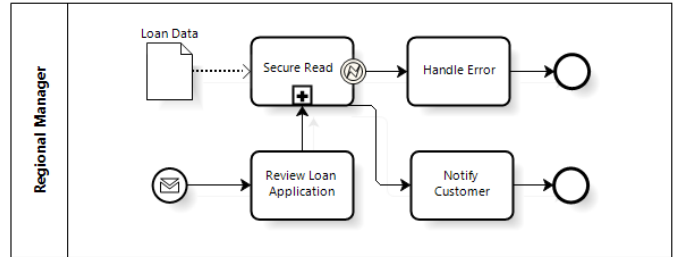 Regional Manager
Loan Data
Secure Read
Handle Error
Review Loan
Application
Notify
Customer